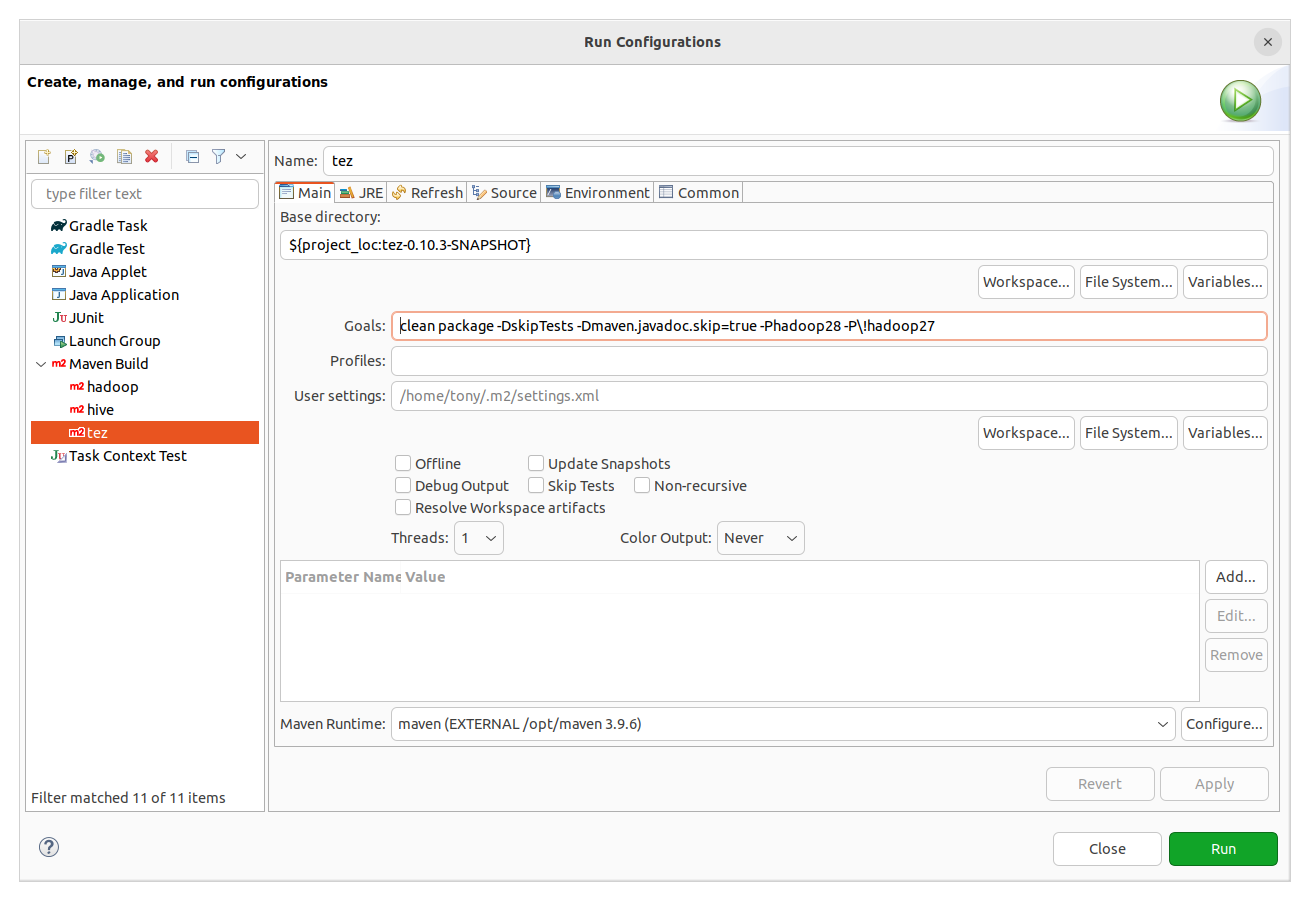 Run Configurations
Create, manage, and run configurations
type filter text
Gradle Task
Gradle Test
Java Applet
Java Application
JUnit
Launch Group
Maven Build
hadoop
hive
tez
Task Context Test
Filter matched 11 of 11 items
Name: tez
Main JRE Refresh Source Environment Common
Base directory:
${project_loc:tez-0.10.3-SNAPSHOT}
Workspace... File System... Variables...
Goals: clean package -DskipTests -Dmaven.javadoc.skip=true -Phadoop28 -P\!hadoop27
Profiles:
User settings: /home/tony/.m2/settings.xml
Workspace... File System... Variables...
Offline Update Snapshots
Debug Output Skip Tests Non-recursive
Resolve Workspace artifacts
Threads: 1 Color Output: Never
Parameter Name Value
Add...
Edit...
Remove
Maven Runtime: maven (EXTERNAL /opt/maven 3.9.6) Configure...
Revert Apply
Close Run